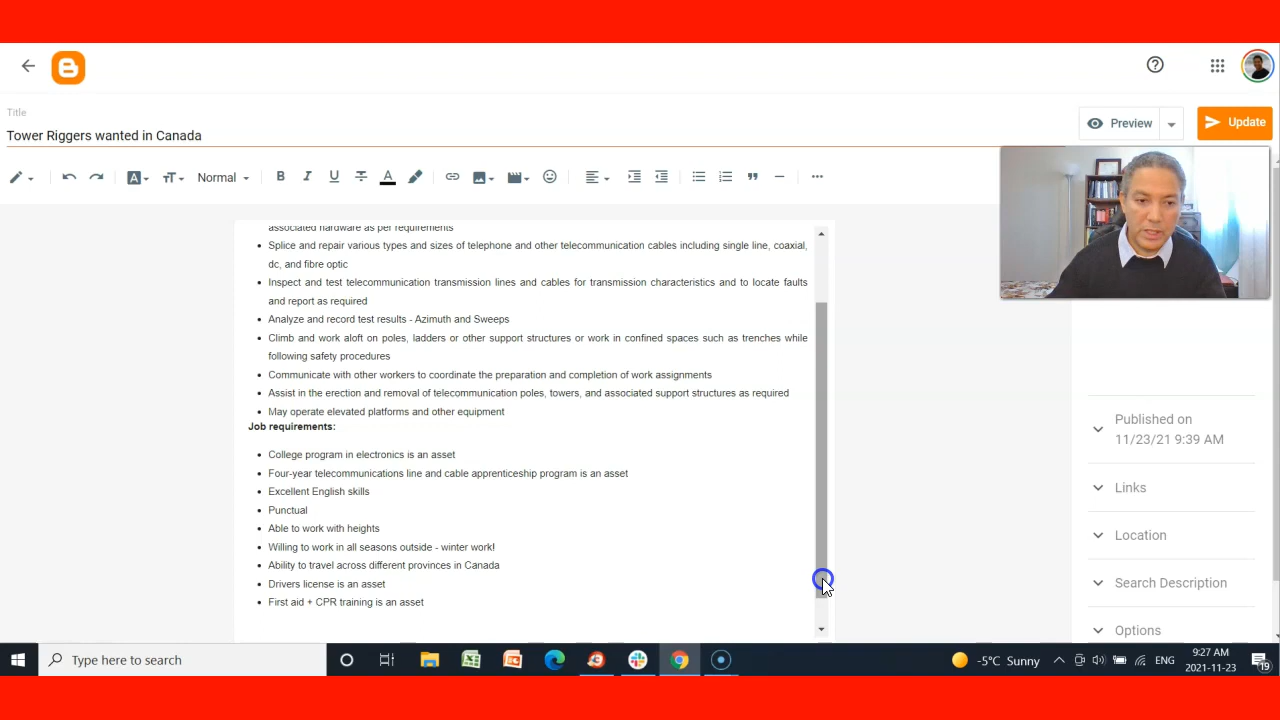 Title
Tower Riggers wanted in Canada
Preview
Update
Normal
B I U A
associated hardware as per requirements
Splice and repair various types and sizes of telephone and other telecommunication cables including single line, coaxial,
dc, and fibre optic
Inspect and test telecommunication transmission lines and cables for transmission characteristics and to locate faults
and report as required
Analyze and record test results - Azimuth and Sweeps
Climb and work aloft on poles, ladders or other support structures or work in confined spaces such as trenches while
following safety procedures
Communicate with other workers to coordinate the preparation and completion of work assignments
Assist in the erection and removal of telecommunication poles, towers, and associated support structures as required
May operate elevated platforms and other equipment
Job requirements:
College program in electronics is an asset
Four-year telecommunications line and cable apprenticeship program is an asset
Excellent English skills
Punctual
Able to work with heights
Willing to work in all seasons outside - winter work!
Ability to travel across different provinces in Canada
Drivers license is an asset
First aid + CPR training is an asset
Published on
11/23/21 9:39 AM
Links
Location
Search Description
Options
Type here to search
-5°C Sunny
ENG
9:27 AM
2021-11-23
19